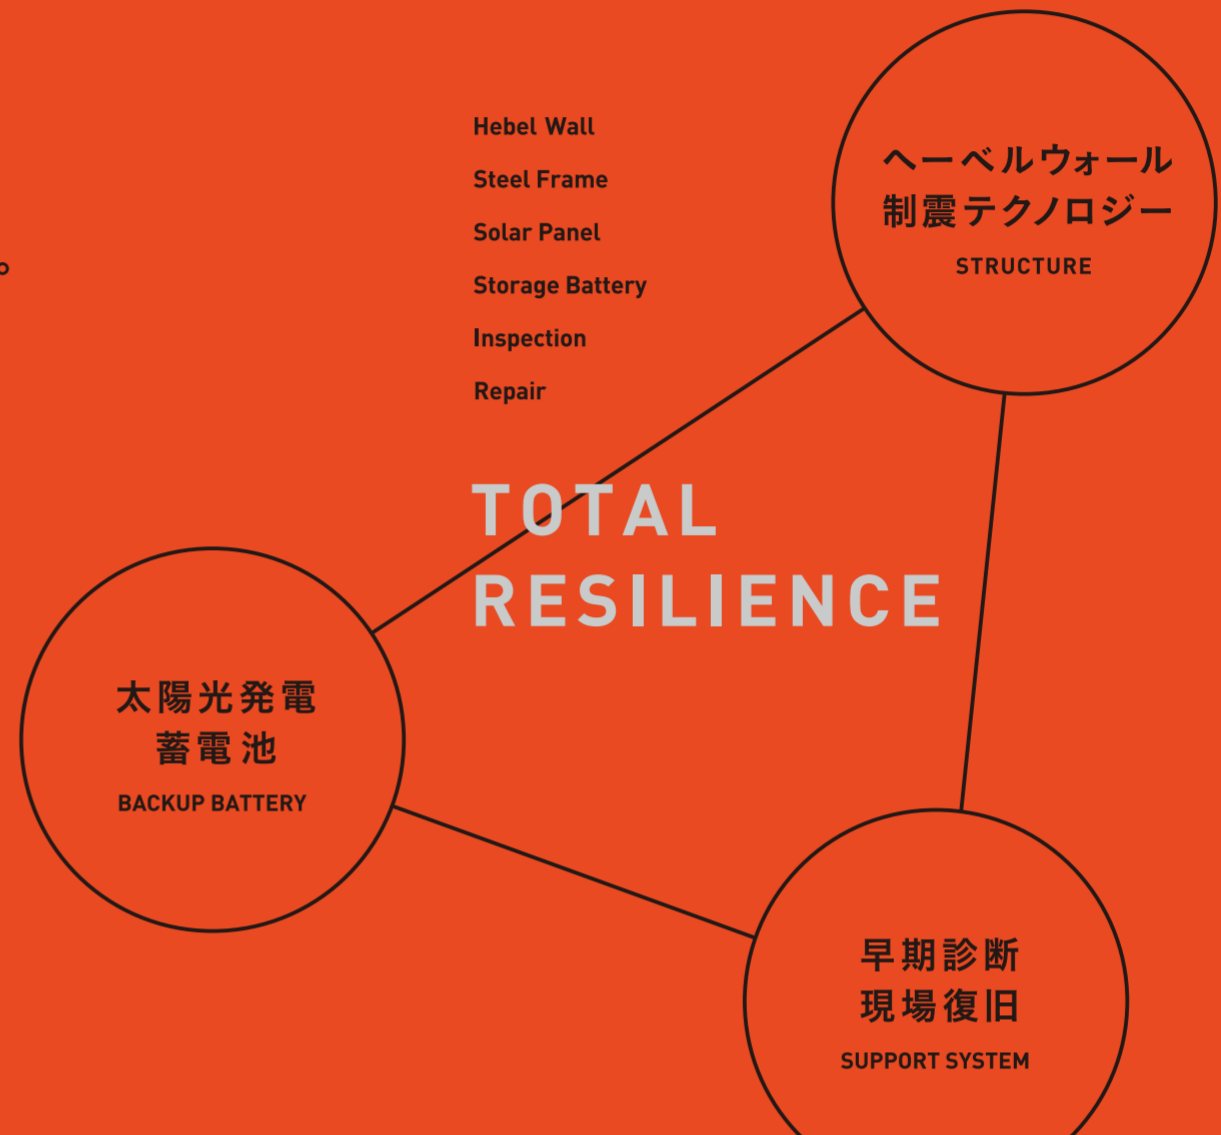 。
Hebel Wall
Steel Frame
Solar Panel
Storage Battery
Inspection
Repair
ヘーベルウォール
制震テクノロジー
STRUCTURE
TOTAL
RESILIENCE
太陽光発電
蓄電池
BACKUP BATTERY
早期診断
現場復旧
SUPPORT SYSTEM